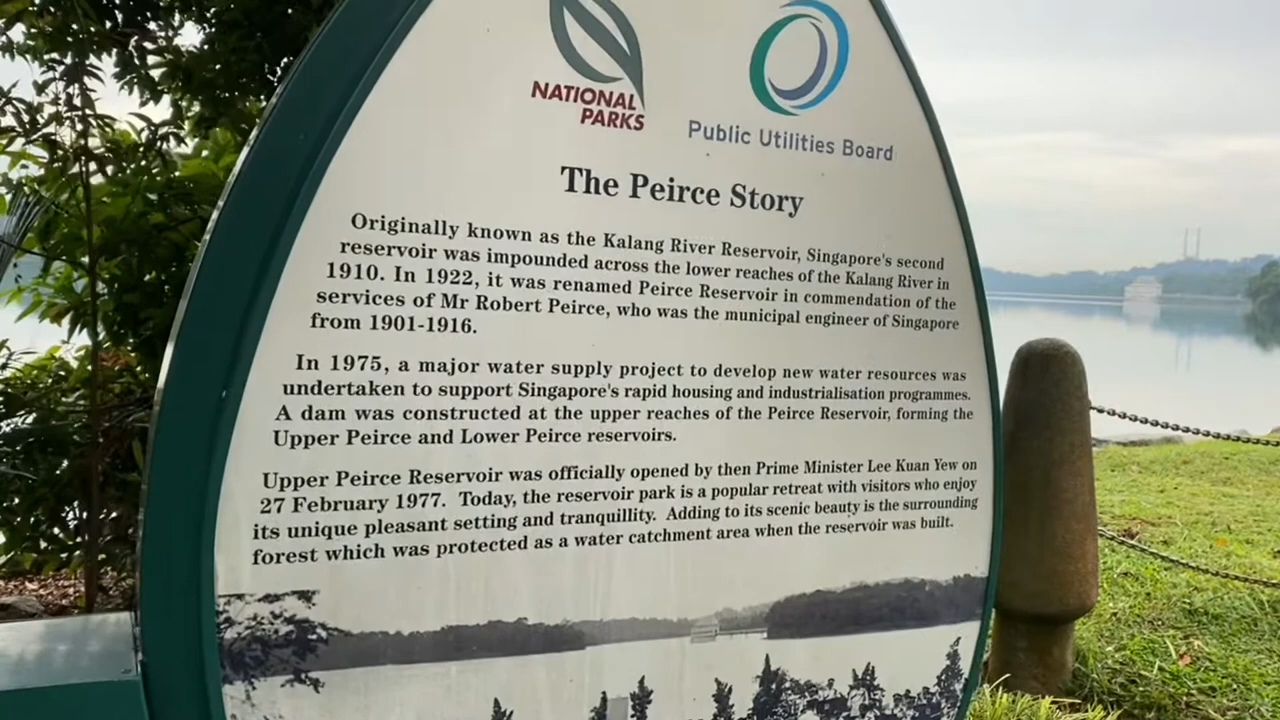 NATIONAL
PARKS
Public Utilities Board
The Peirce Story
Originally known as the Kalang River Reservoir, Singapore's second
reservoir was impounded across the lower reaches of the Kalang River in
1910. In 1922, it was renamed Peirce Reservoir in commendation of the
services of Mr Robert Peirce, who was the municipal engineer of Singapore
from 1901-1916.
In 1975, a major water supply project to develop new water resources was
undertaken to support Singapore's rapid housing and industrialisation programmes.
A dam was constructed at the upper reaches of the Peirce Reservoir, forming the
Upper Peirce and Lower Peirce reservoirs.
Upper Peirce Reservoir was officially opened by then Prime Minister Lee Kuan Yew on
27 February 1977. Today, the reservoir park is a popular retreat with visitors who enjoy
its unique pleasant setting and tranquillity. Adding to its scenic beauty is the surrounding
forest which was protected as a water catchment area when the reservoir was built.